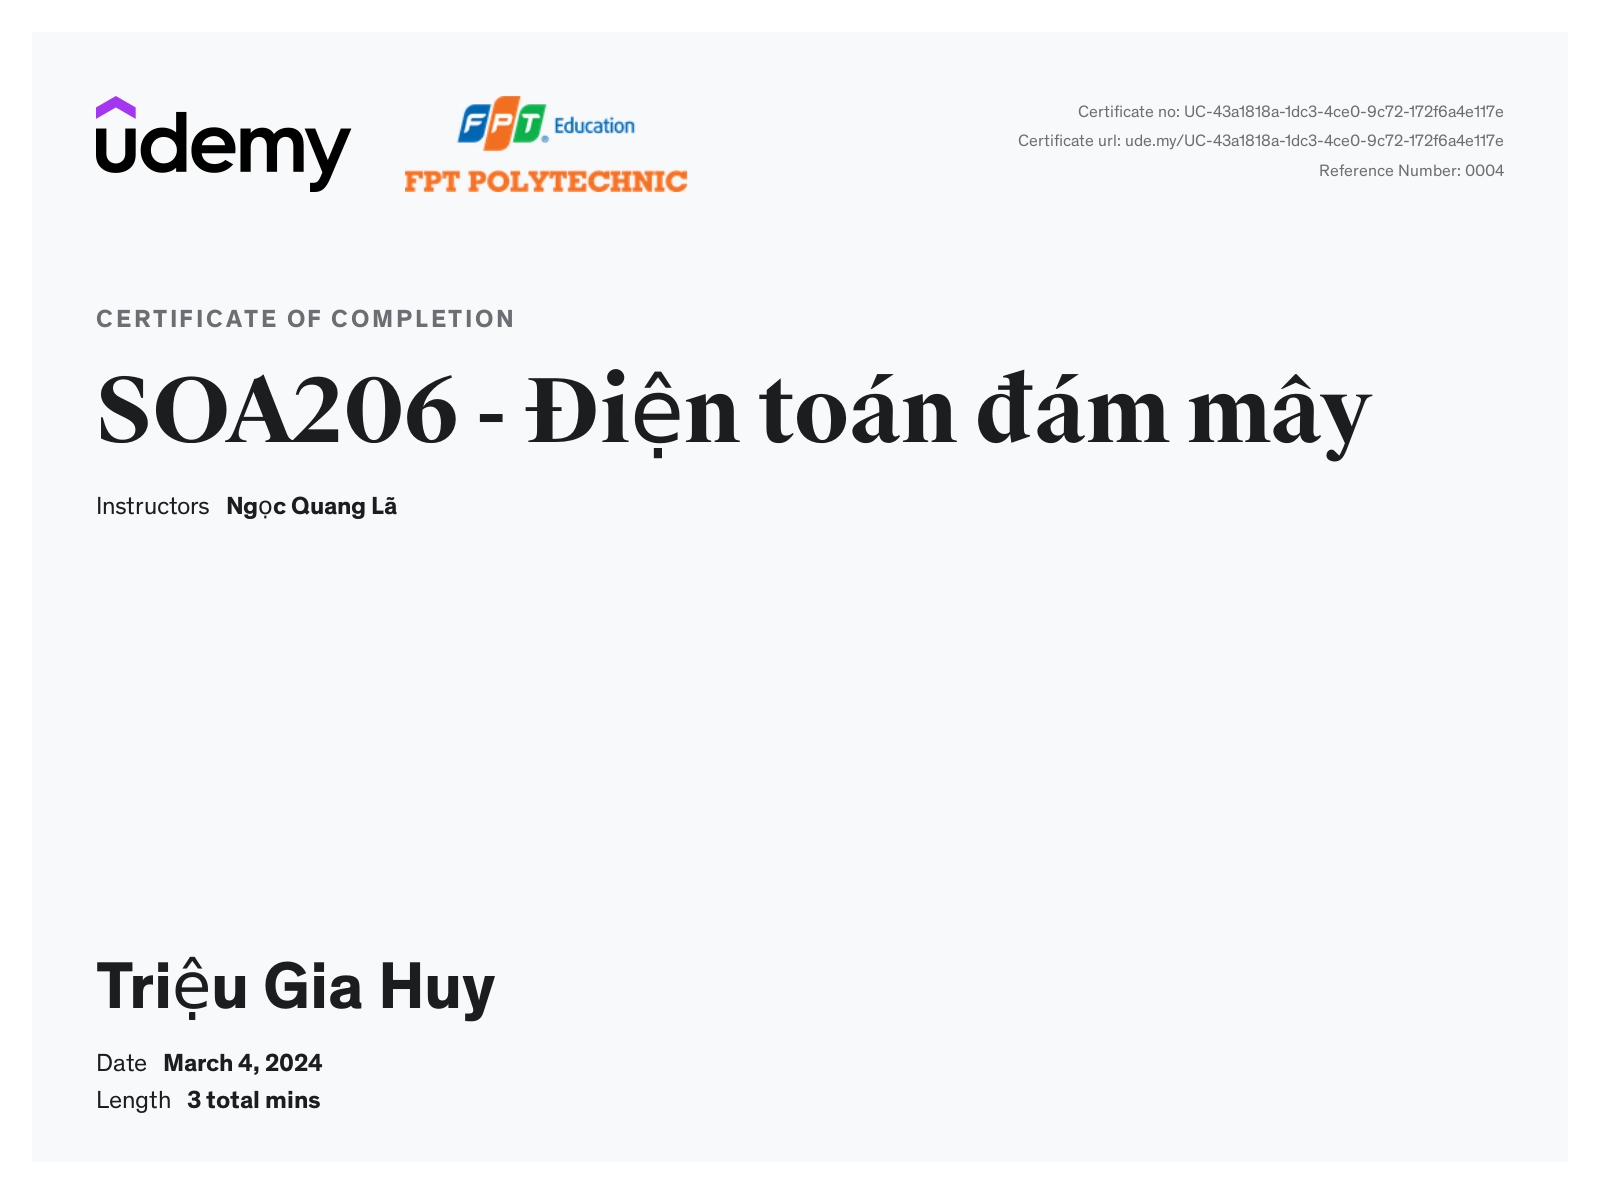 udemy
FPT Education
FPT POLYTECHNIC
Certificate no: UC-43a1818a-1dc3-4ce0-9c72-172f6a4e117e
Certificate url: ude.my/UC-43a1818a-1dc3-4ce0-9c72-172f6a4e117e
Reference Number: 0004
CERTIFICATE OF COMPLETION
SOA206 - Điện toán đám mây
Instructors Ngọc Quang Lã
Triệu Gia Huy
Date March 4, 2024
Length 3 total mins